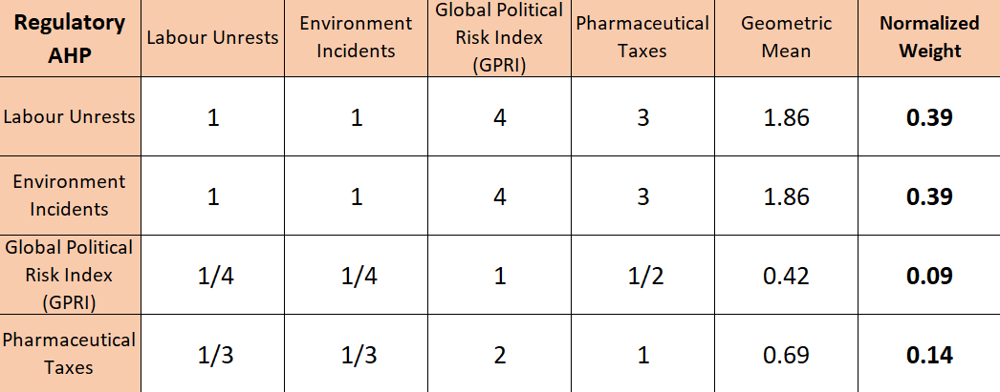 Regulatory
AHP
Labour Unrests
Environment
Incidents
Global Political
Risk Index
(GPRI)
Pharmaceutical
Taxes
Geometric
Mean
Normalized
Weight
Labour Unrests
1
1
4
3
1.86
0.39
Environment
Incidents
1
1
4
3
1.86
0.39
Global Political
Risk Index
(GPRI)
1/4
1/4
1
1/2
0.42
0.09
Pharmaceutical
Taxes
1/3
1/3
2
1
0.69
0.14